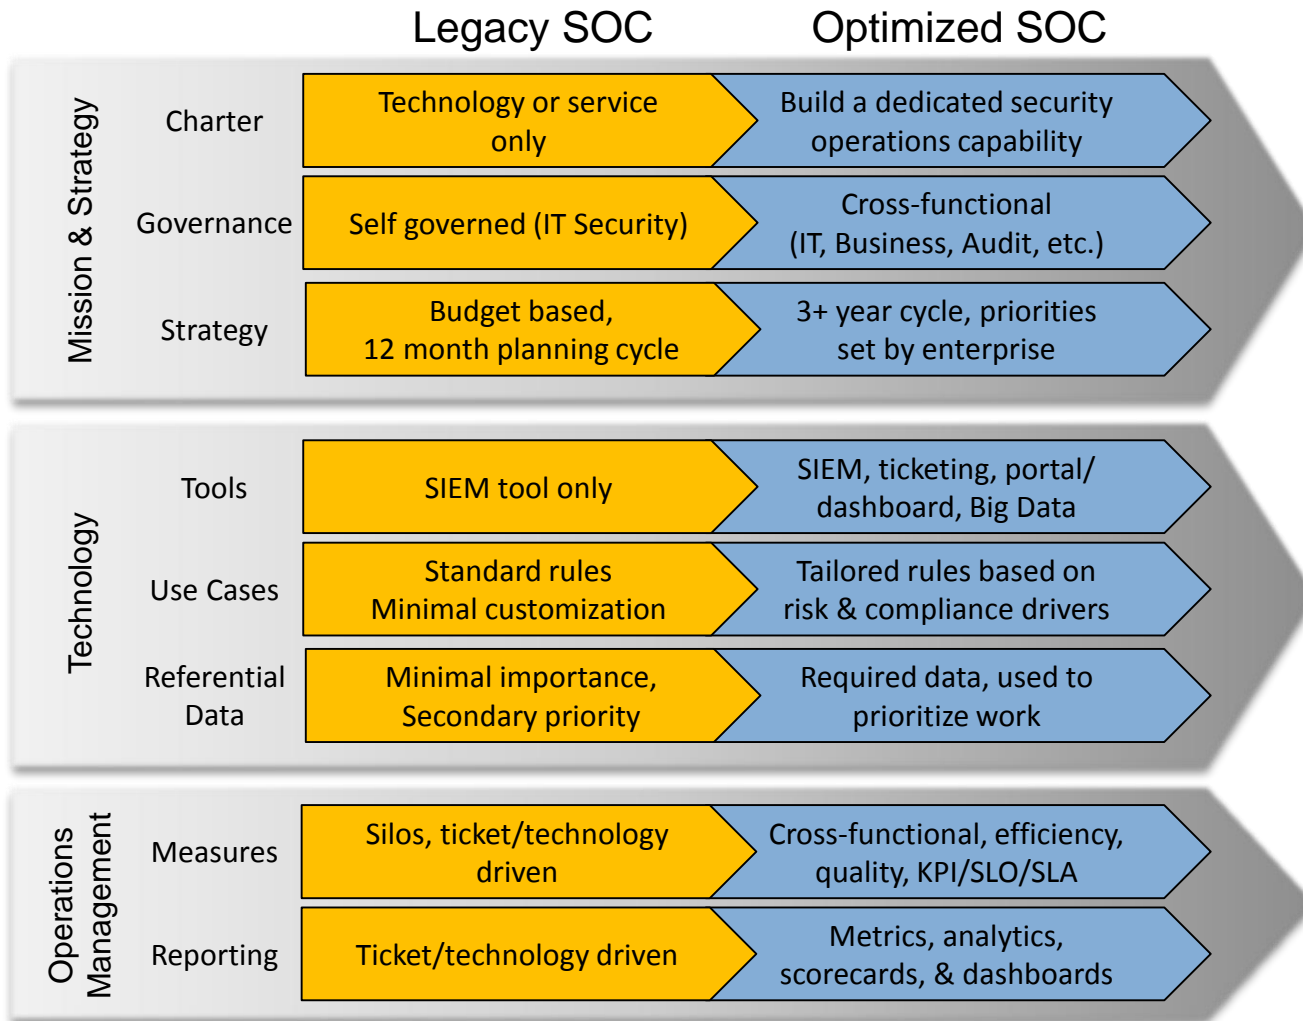 Legacy SOC
Optimized SOC
Mission & Strategy
Charter
Technology or service
only
Build a dedicated security
operations capability
Governance
Self governed (IT Security)
Cross-functional
(IT, Business, Audit, etc.)
Strategy
Budget based,
12 month planning cycle
3+ year cycle, priorities
set by enterprise
Technology
Tools
SIEM tool only
SIEM, ticketing, portal/
dashboard, Big Data
Use Cases
Standard rules
Minimal customization
Tailored rules based on
risk & compliance drivers
Referential
Data
Minimal importance,
Secondary priority
Required data, used to
prioritize work
Operations
Management
Measures
Silos, ticket/technology
driven
Cross-functional, efficiency,
quality, KPI/SLO/SLA
Reporting
Ticket/technology driven
Metrics, analytics,
scorecards, & dashboards